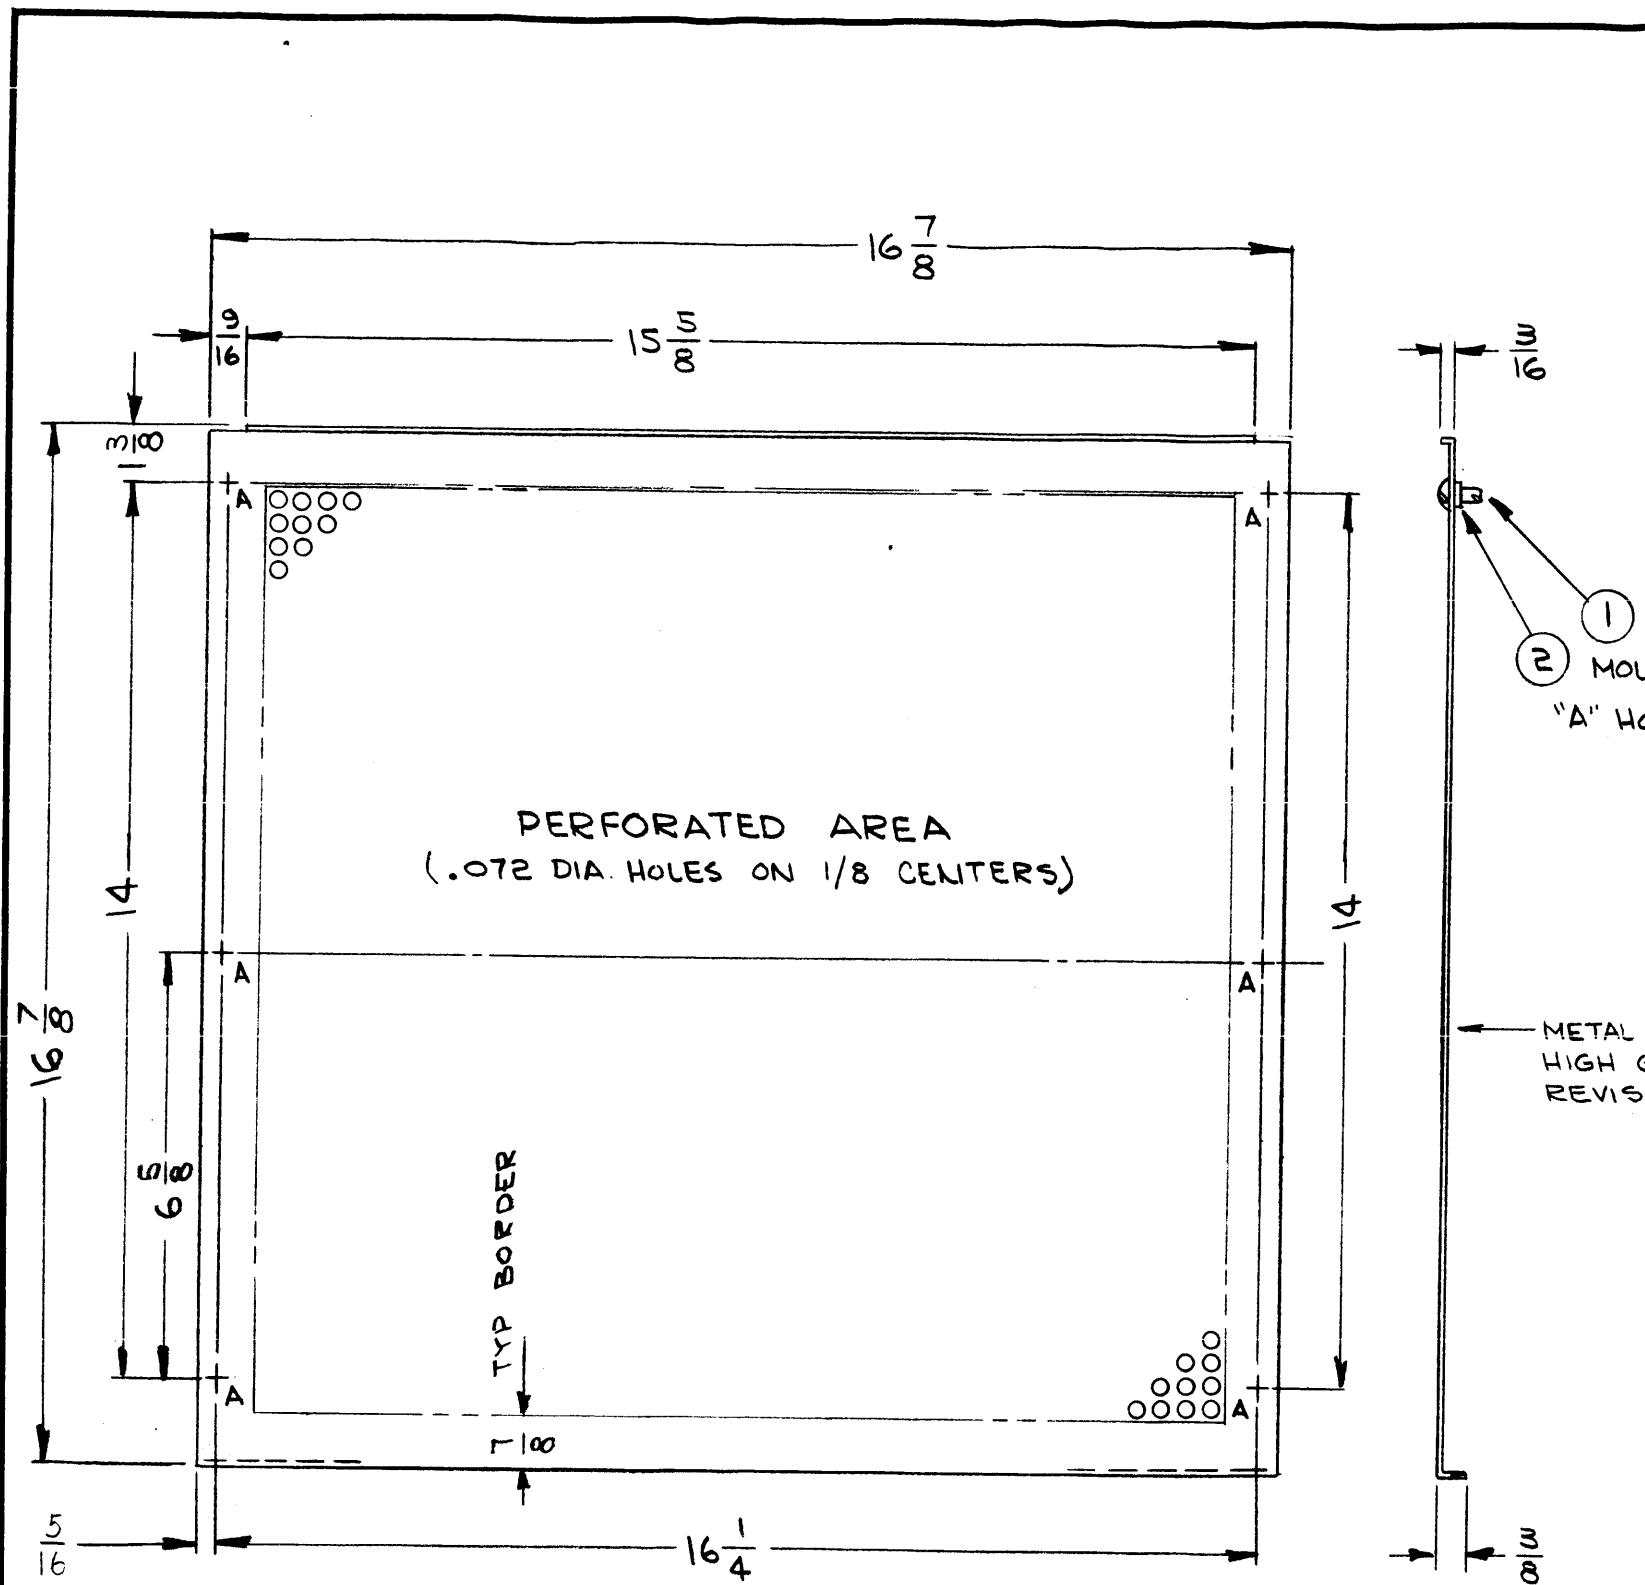 16 7/8
9/16
15 5/8
3/16
1 3/8
A
A
1
2 MOU
"A" HO
PERFORATED AREA
(.072 DIA. HOLES ON 1/8 CENTERS)
14
14
A
A
16 7/8
METAL
HIGH
REVIS
6 5/8
TYP BORDER
A
A
7/8
5/16
16 1/4
3/8